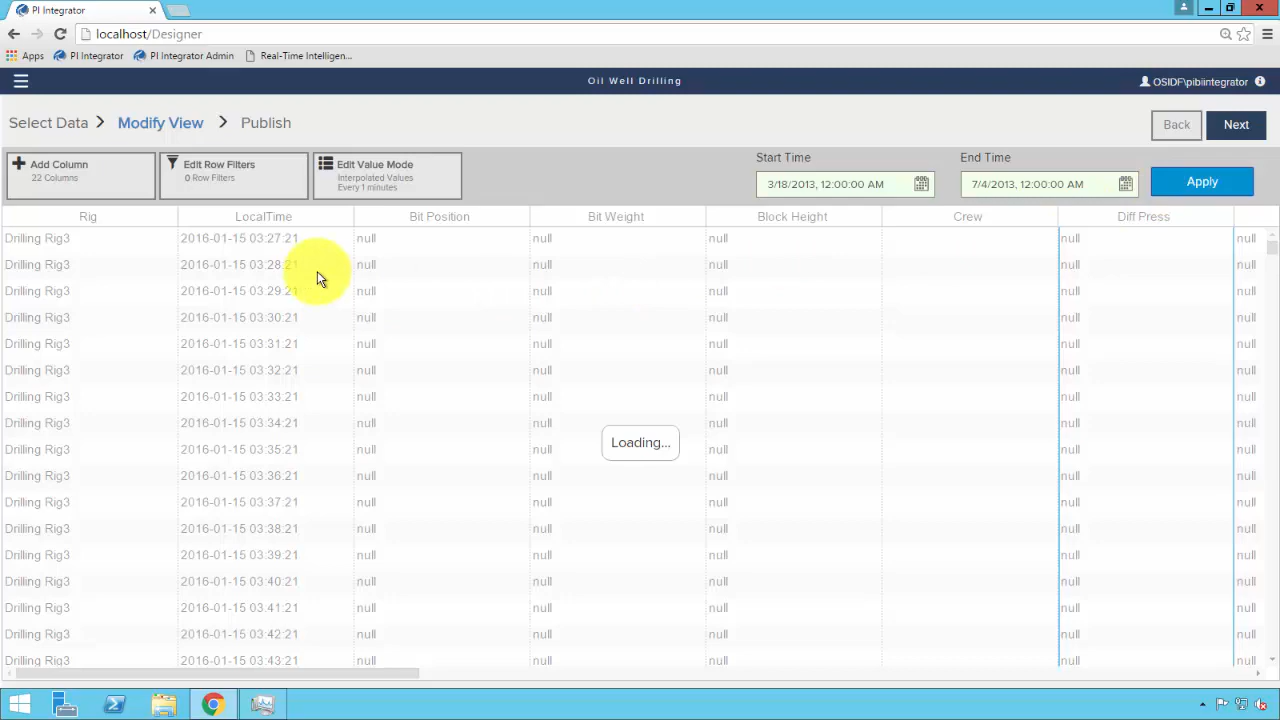 PI Integrator
localhost/Designer
Apps PI Integrator PI Integrator Admin Real-Time Intelligen...
Oil Well Drilling OSIDF\pibiintegrator
Select Data Modify View Publish Back Next
Add Column
22 Columns
Edit Row Filters
0 Row Filters
Edit Value Mode
Interpolated Values
Every 1 minutes
Start Time
3/18/2013, 12:00:00 AM
End Time
7/4/2013, 12:00:00 AM
Apply
Rig LocalTime Bit Position Bit Weight Block Height Crew Diff Press
Drilling Rig3 2016-01-15 03:27:21 null null null null null
Drilling Rig3 2016-01-15 03:28:21 null null null null null
Drilling Rig3 2016-01-15 03:29:21 null null null null null
Drilling Rig3 2016-01-15 03:30:21 null null null null null
Drilling Rig3 2016-01-15 03:31:21 null null null null null
Drilling Rig3 2016-01-15 03:32:21 null null null null null
Drilling Rig3 2016-01-15 03:33:21 null null null null null
Drilling Rig3 2016-01-15 03:34:21 null null null null null
Loading...
Drilling Rig3 2016-01-15 03:35:21 null null null null null
Drilling Rig3 2016-01-15 03:36:21 null null null null null
Drilling Rig3 2016-01-15 03:37:21 null null null null null
Drilling Rig3 2016-01-15 03:38:21 null null null null null
Drilling Rig3 2016-01-15 03:39:21 null null null null null
Drilling Rig3 2016-01-15 03:40:21 null null null null null
Drilling Rig3 2016-01-15 03:41:21 null null null null null
Drilling Rig3 2016-01-15 03:42:21 null null null null null
Drilling Rig3 2016-01-15 03:43:21 null null null null null